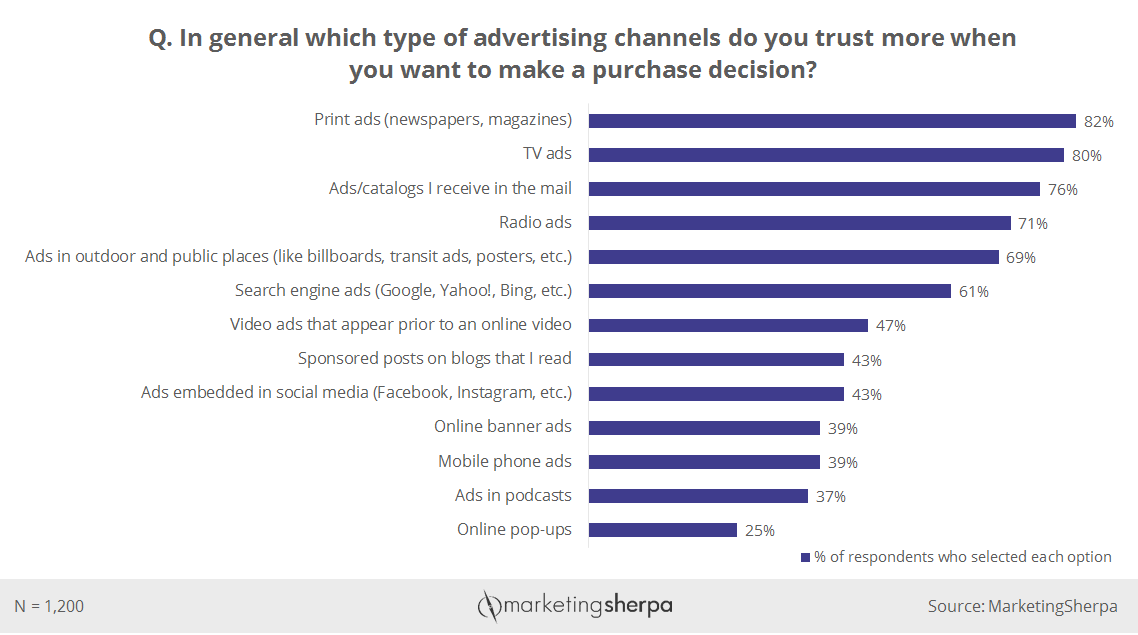 Q. In general which type of advertising channels do you trust more when
you want to make a purchase decision?
Print ads (newspapers, magazines) 82%
TV ads 80%
Ads/catalogs I receive in the mail 76%
Radio ads 71%
Ads in outdoor and public places (like billboards, transit ads, posters, etc.) 69%
Search engine ads (Google, Yahoo!, Bing, etc.) 61%
Video ads that appear prior to an online video 47%
Sponsored posts on blogs that I read 43%
Ads embedded in social media (Facebook, Instagram, etc.) 43%
Online banner ads 39%
Mobile phone ads 39%
Ads in podcasts 37%
Online pop-ups 25%
% of respondents who selected each option
N = 1,200 marketingsherpa Source: MarketingSherpa